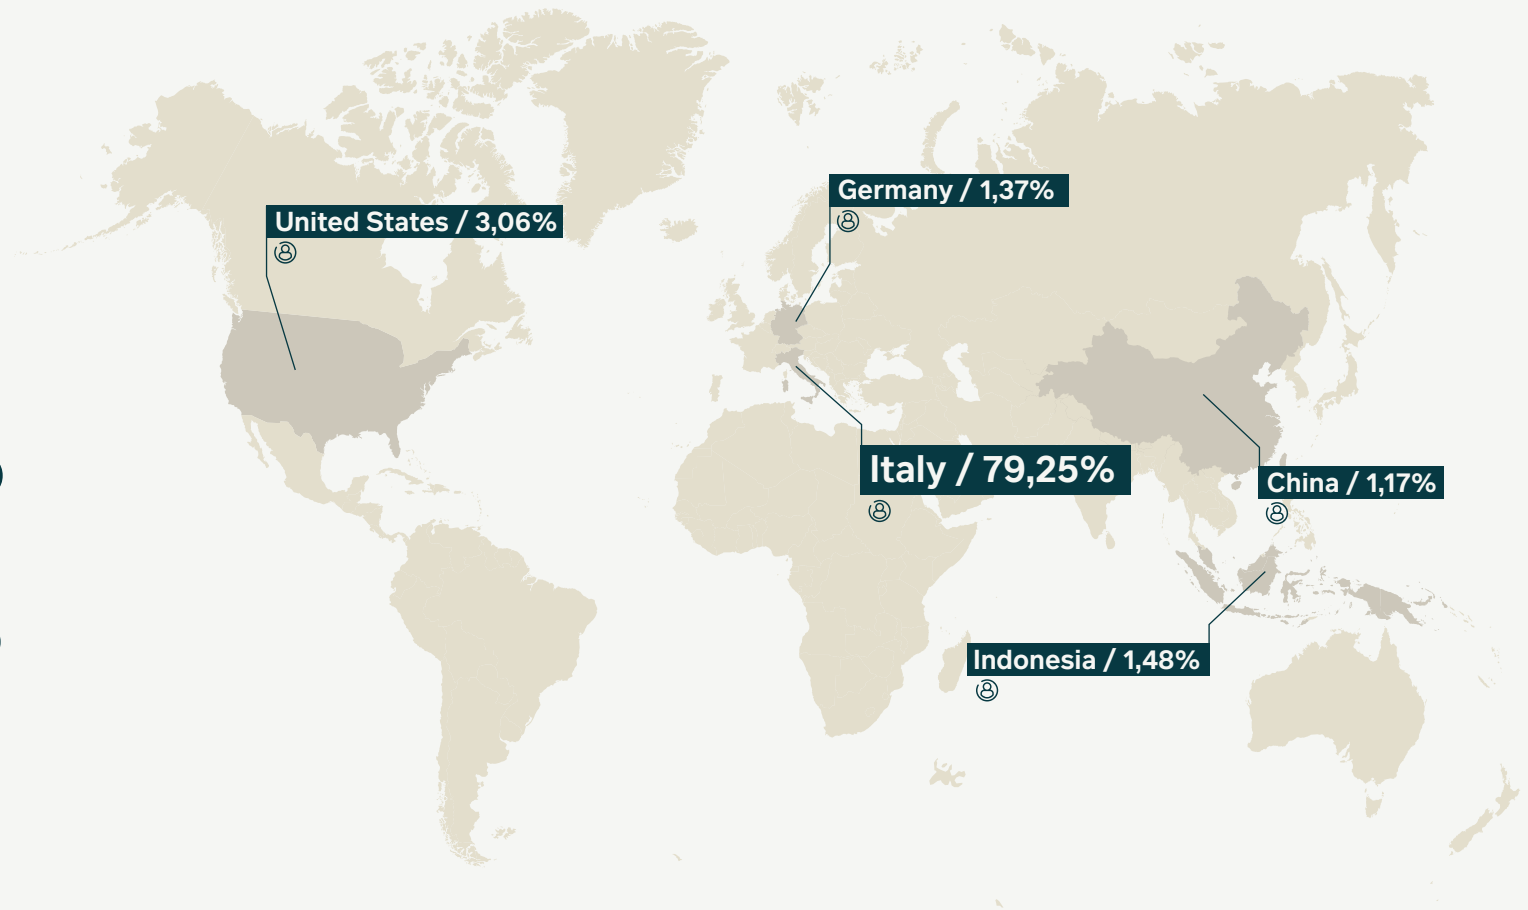 Germany / 1,37%
United States / 3,06%
Italy / 79,25%
China / 1,17%
Indonesia / 1,48%